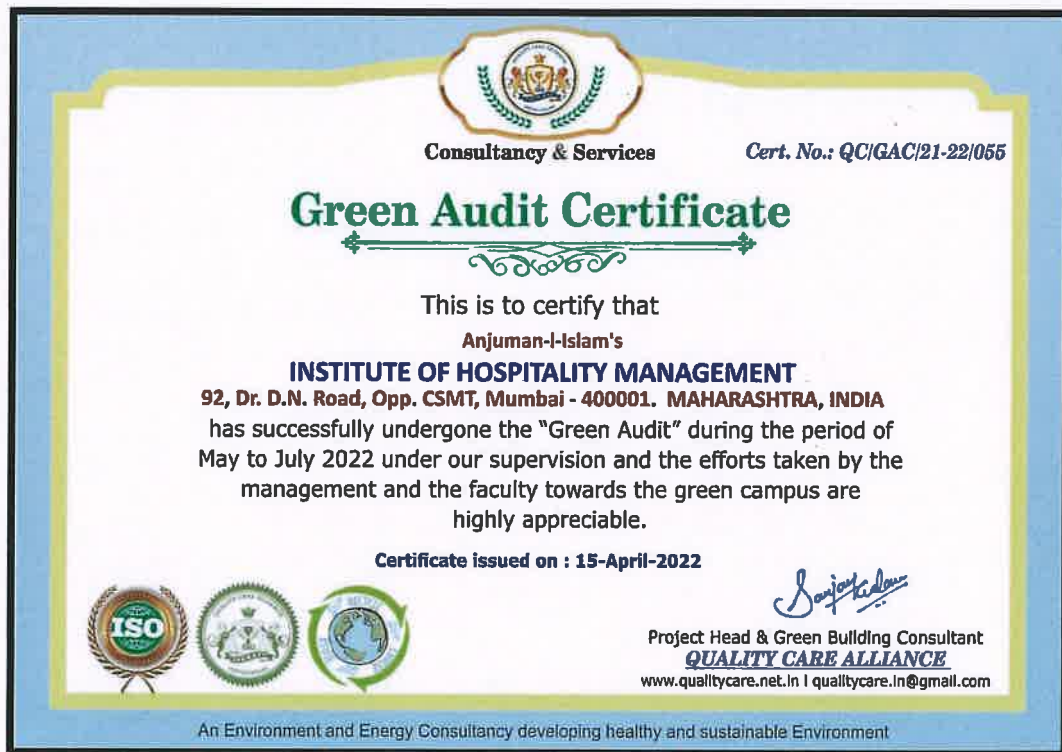 Consultancy & Services
Cert. No.: QC/GAC/21-22/055
Green Audit Certificate
This is to certify that
Anjuman-I-Islam's
INSTITUTE OF HOSPITALITY MANAGEMENT
92, Dr. D.N. Road, Opp. CSMT, Mumbai - 400001. MAHARASHTRA, INDIA
has successfully undergone the “Green Audit” during the period of
May to July 2022 under our supervision and the efforts taken by the
management and the faculty towards the green campus are
highly appreciable.
Certificate issued on : 15-April-2022
ISO
Project Head & Green Building Consultant
QUALITY CARE ALLIANCE
www.qualitycare.net.in I qualitycare.in@gmail.com
An Environment and Energy Consultancy developing healthy and sustainable Environment